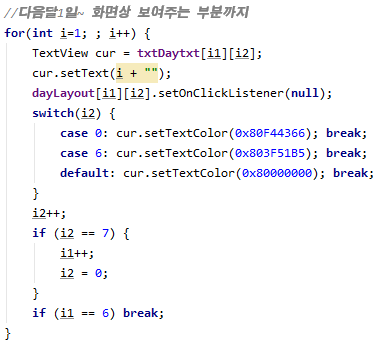 //다음달1일~ 화면상 보여주는 부분까지
for(int i=1; ; i++) {
    TextView cur = txtDaytxt[i1][i2];
    cur.setText(i + "");
    dayLayout[i1][i2].setOnClickListener(null);
    switch(i2) {
        case 0: cur.setTextColor(0x80F44366); break;
        case 6: cur.setTextColor(0x803F51B5); break;
        default: cur.setTextColor(0x80000000); break;
    }
    i2++;
    if (i2 == 7) {
        i1++;
        i2 = 0;
    }
    if (i1 == 6) break;
}